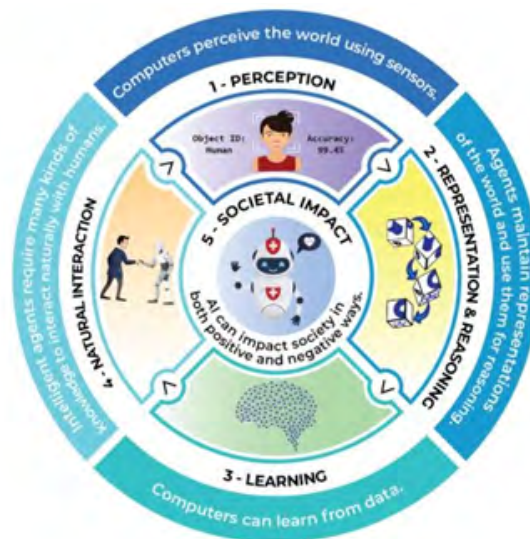 Computers perceive the world using sensors.
1 - PERCEPTION
Object ID:
Human
Accuracy:
99.4%
2 - REPRESENTATION & REASONING
Agents maintain representations
of the world and use them for reasoning.
3 - LEARNING
Computers can learn from data.
4 - NATURAL INTERACTION
Intelligent agents require many kinds of
knowledge to interact naturally with humans.
5 - SOCIETAL IMPACT
AI can impact society in
both positive and negative ways.